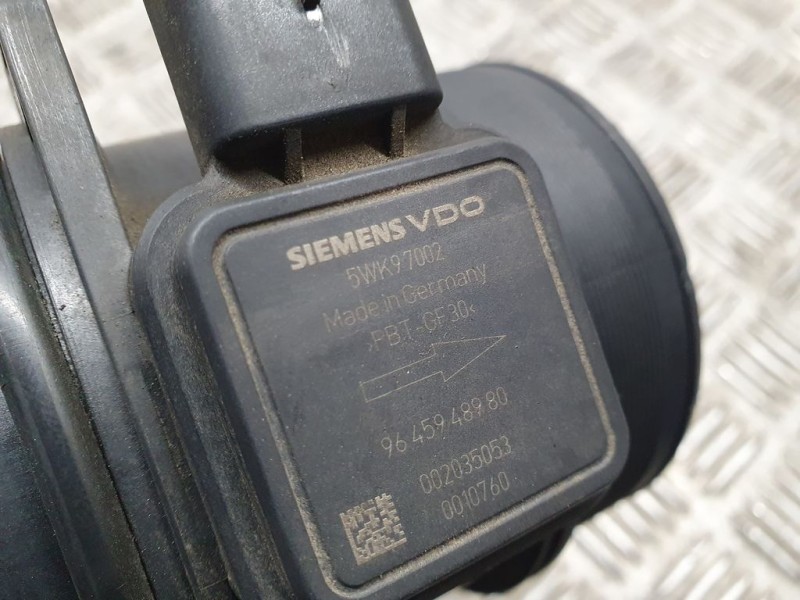 SIEMENS VDO
5WK97002
Made in Germany
>PBT-GF30<
96 459 489 80
002035053
0010760